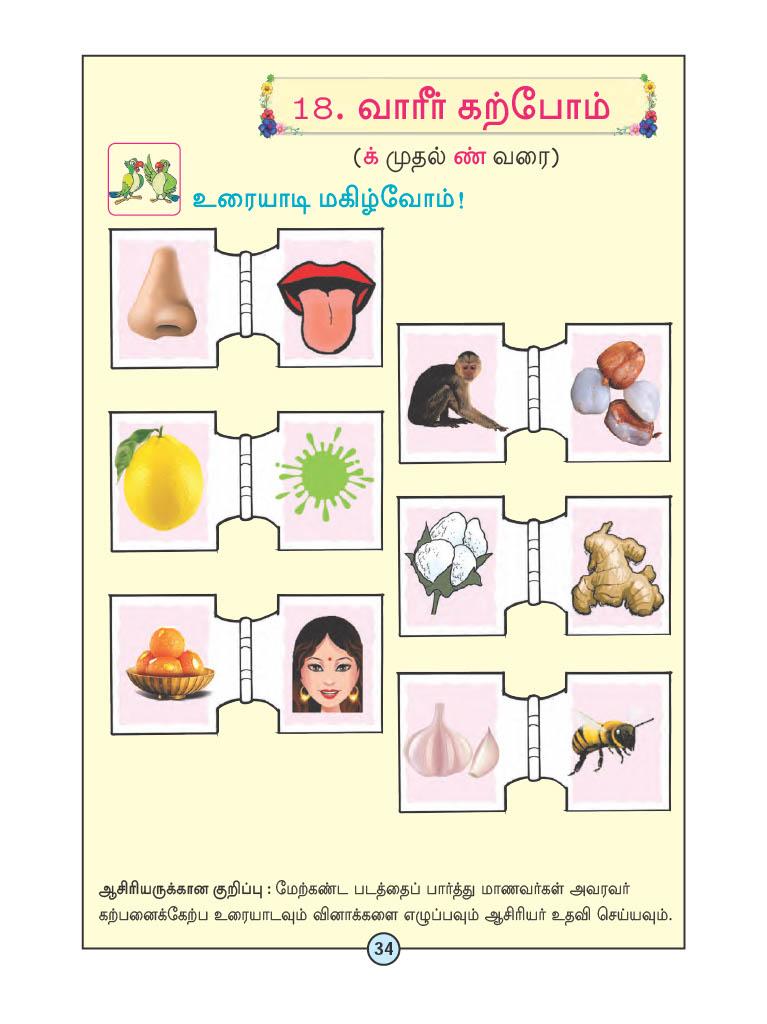 18. வாரீர் கற்போம்
(க் முதல் ண் வரை)
உரையாடி மகிழ்வோம்!
ஆசிரியருக்கான குறிப்பு : மேற்கண்ட படத்தைப் பார்த்து மாணவர்கள் அவரவர்
கற்பனைக்கேற்ப உரையாடவும் வினாக்களை எழுப்பவும் ஆசிரியர் உதவி செய்யவும்.
34